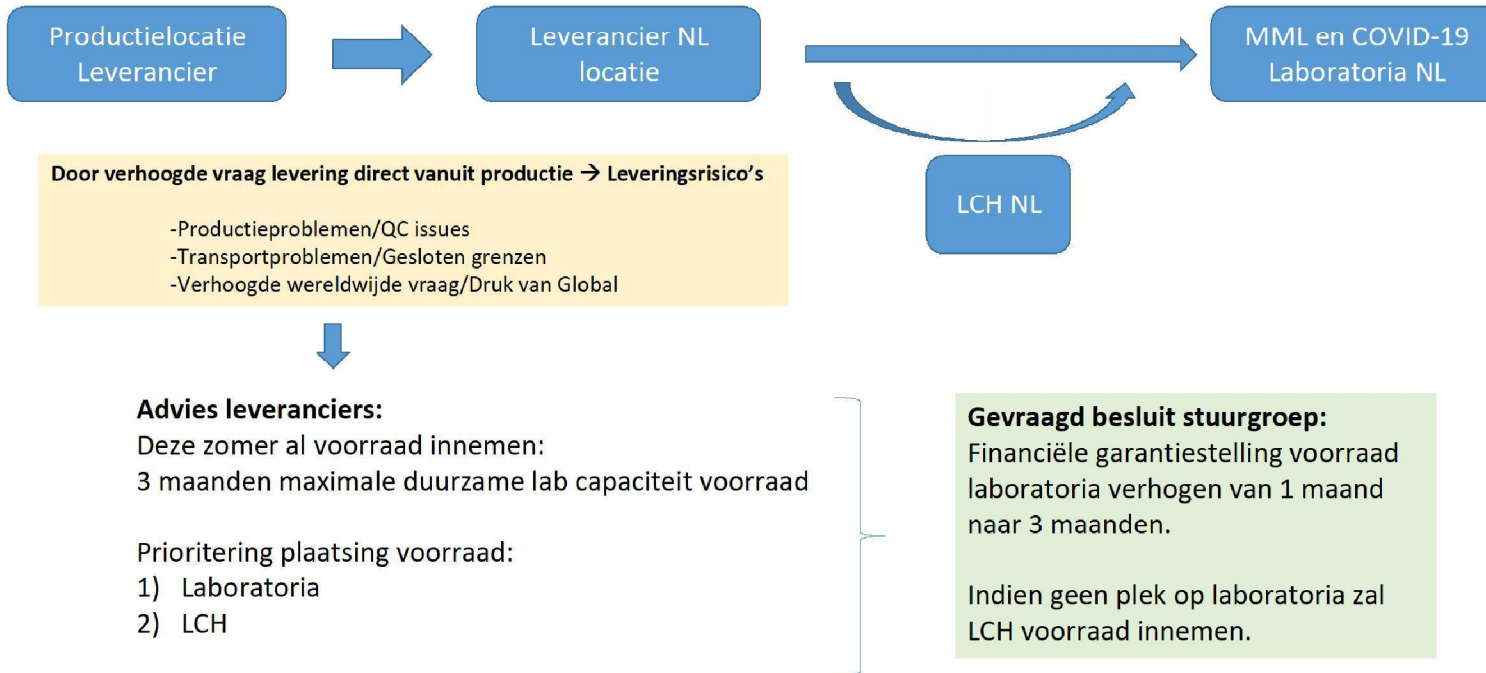 Productielocatie
Leverancier
Leverancier NL
locatie
MML en COVID-19
Laboratoria NL
LCH NL
Door verhoogde vraag levering direct vanuit productie → Leveringsrisico's
-Productieproblemen/QC issues
-Transportproblemen/Gesloten grenzen
-Verhoogde wereldwijde vraag/Druk van Global
Advies leveranciers:
Deze zomer al voorraad innemen:
3 maanden maximale duurzame lab capaciteit voorraad
Prioritering plaatsing voorraad:
1) Laboratoria
2) LCH
Gevraagd besluit stuurgroep:
Financiële garantiestelling voorraad
laboratoria verhogen van 1 maand
naar 3 maanden.
Indien geen plek op laboratoria zal
LCH voorraad innemen.